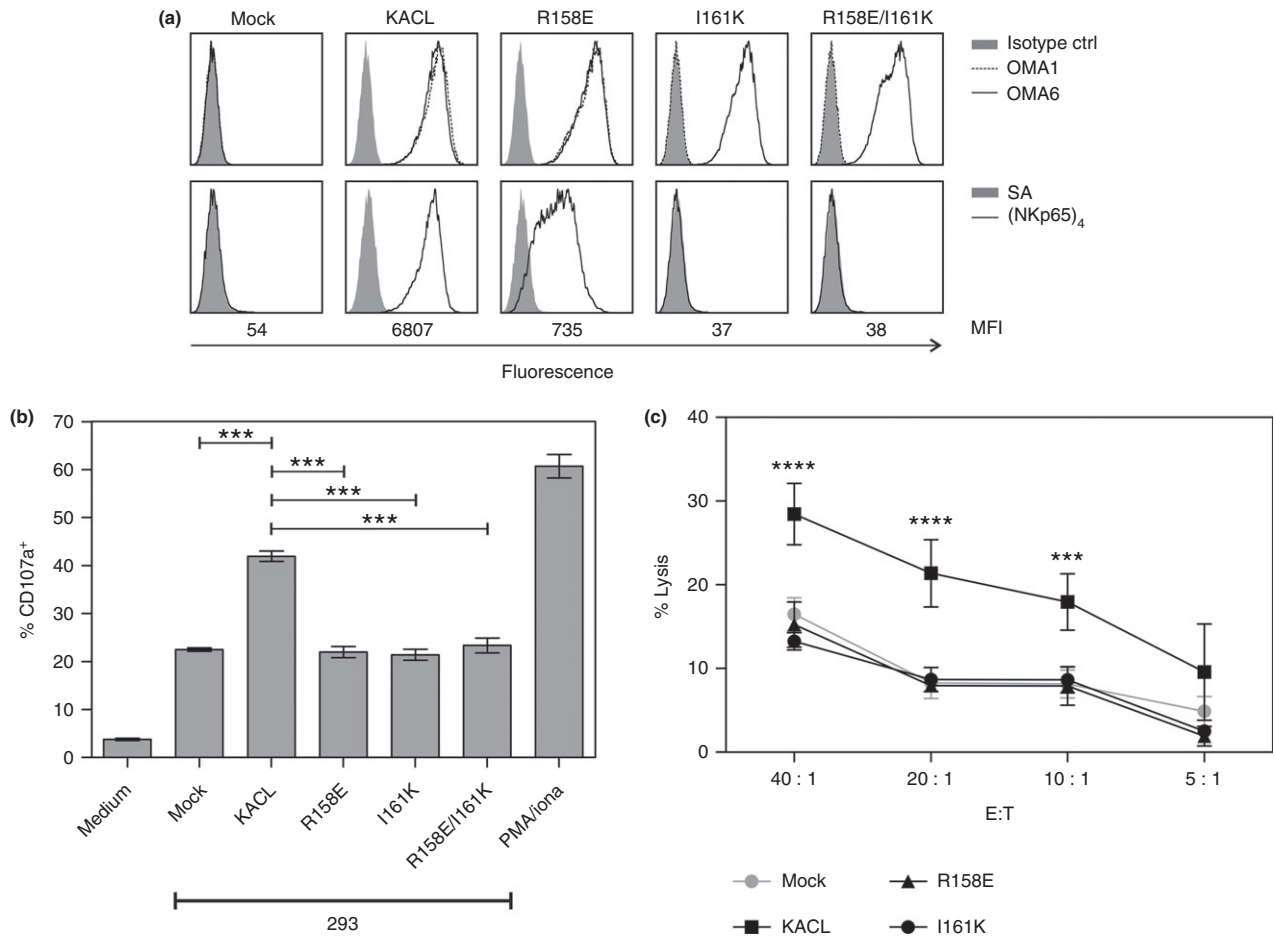 (a)
Mock KACL R158E I161K R158E/I161K
Isotype ctrl
OMA1
OMA6
SA
(NKp65)₄
54 6807 735 37 38 MFI
Fluorescence
(b)
70
60
50
40
30
20
10
0
% CD107a⁺
***
***
***
***
Medium
Mock
KACL
R158E
I161K
R158E/I161K
PMA/iona
293
(c)
40
30
20
10
0
% Lysis
****
****
***
40 : 1 20 : 1 10 : 1 5 : 1
E:T
Mock R158E
KACL I161K